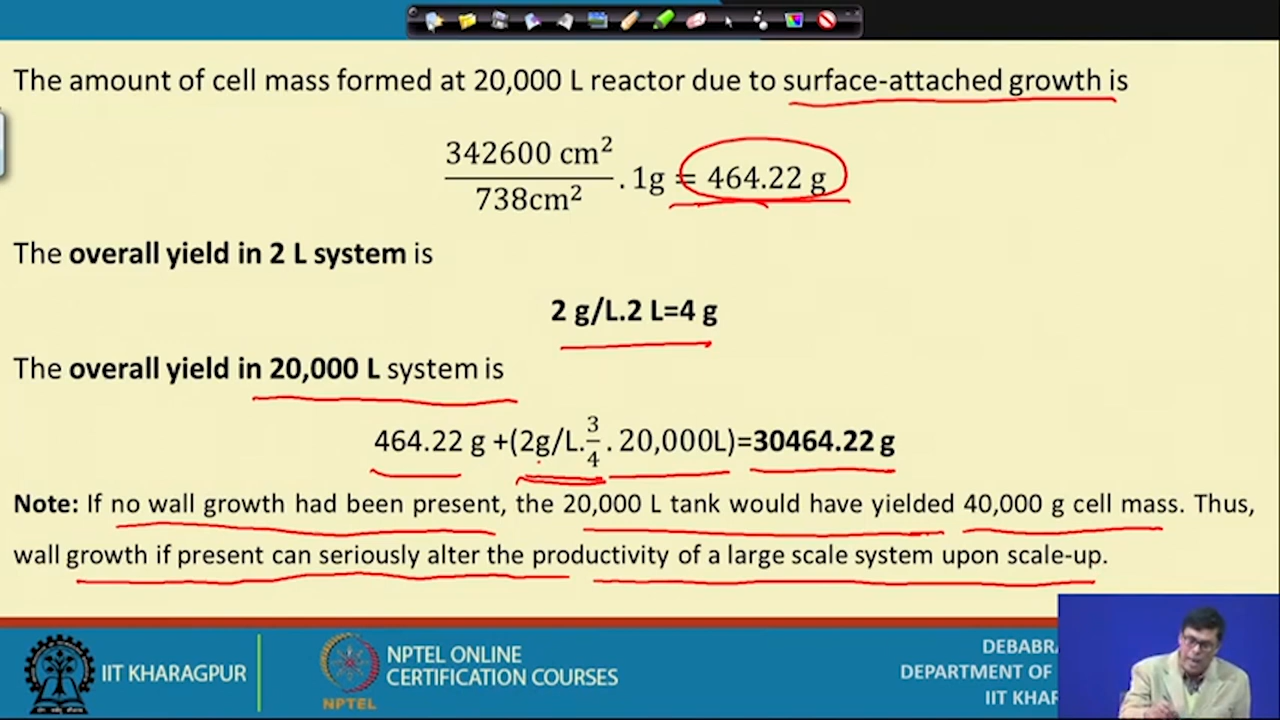 The amount of cell mass formed at 20,000 L reactor due to surface-attached growth is
342600 cm²
738cm²
. 1g = 464.22 g
The overall yield in 2 L system is
2 g/L.2 L=4 g
The overall yield in 20,000 L system is
464.22 g +(2g/L.3/4 . 20,000L)=30464.22 g
Note: If no wall growth had been present, the 20,000 L tank would have yielded 40,000 g cell mass. Thus,
wall growth if present can seriously alter the productivity of a large scale system upon scale-up.
IIT KHARAGPUR
NPTEL
NPTEL ONLINE
CERTIFICATION COURSES
DEBABRA
DEPARTMENT OF
IIT KHAR